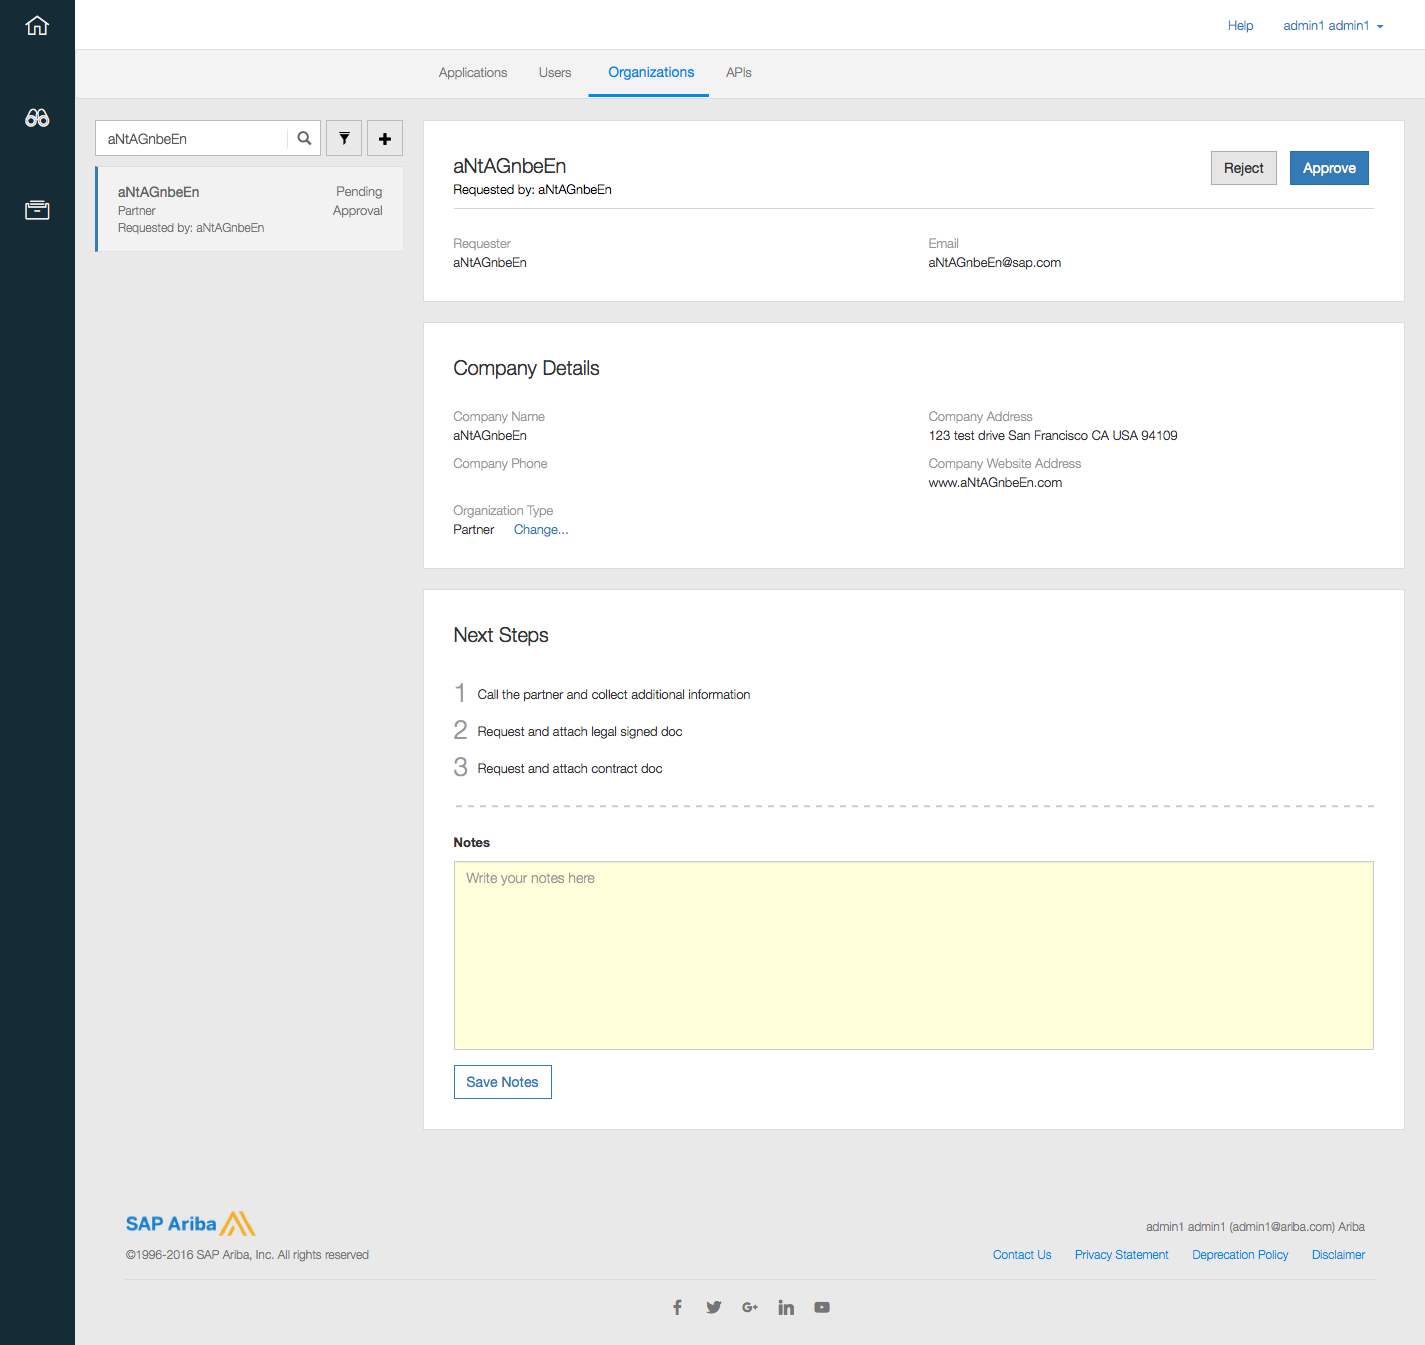 Help admin1 admin1
Applications Users Organizations APIs
aNtAGnbeEn
aNtAGnbeEn Pending
Partner Approval
Requested by: aNtAGnbeEn
aNtAGnbeEn
Requested by: aNtAGnbeEn
Reject Approve
Requester Email
aNtAGnbeEn aNtAGnbeEn@sap.com
Company Details
Company Name Company Address
aNtAGnbeEn 123 test drive San Francisco CA USA 94109
Company Phone Company Website Address
www.aNtAGnbeEn.com
Organization Type
Partner Change...
Next Steps
1 Call the partner and collect additional information
2 Request and attach legal signed doc
3 Request and attach contract doc
Notes
Write your notes here
Save Notes
SAP Ariba
admin1 admin1 (admin1@ariba.com) Ariba
©1996-2016 SAP Ariba, Inc. All rights reserved
Contact Us Privacy Statement Deprecation Policy Disclaimer